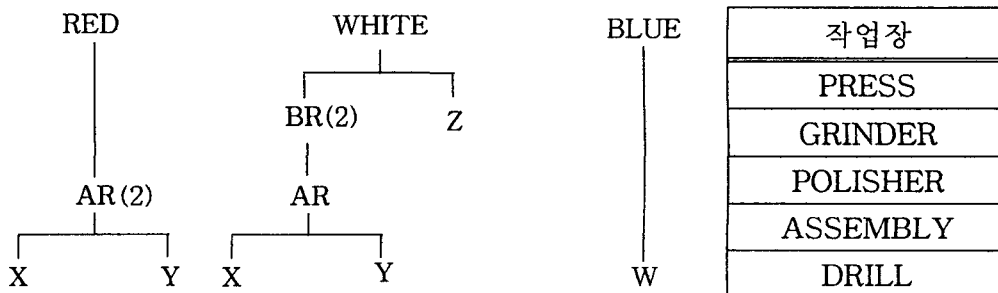 RED
WHITE
BLUE
작업장
PRESS
BR(2)
Z
GRINDER
POLISHER
AR(2)
AR
ASSEMBLY
X
Y
X
Y
W
DRILL